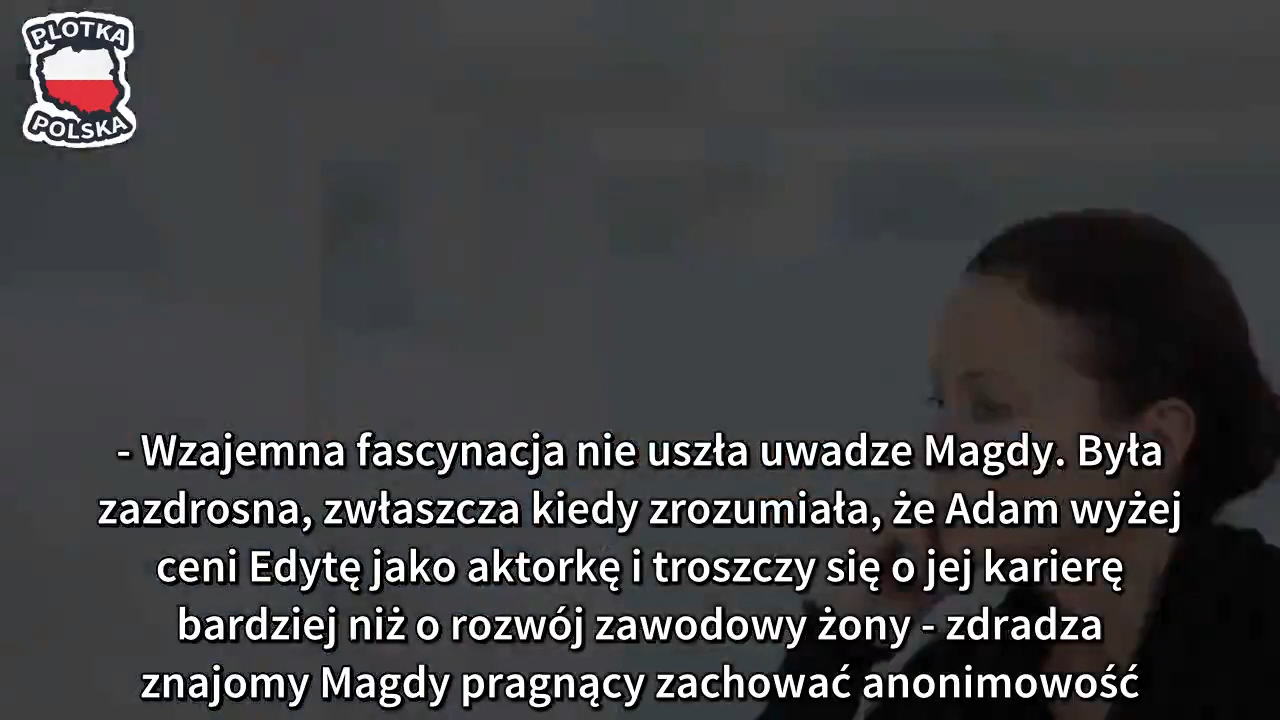 PLOTKA
POLSKA
- Wzajemna fascynacja nie uszła uwadze Magdy. Była
zazdrosna, zwłaszcza kiedy zrozumiała, że Adam wyżej
ceni Edytę jako aktorkę i troszczy się o jej karierę
bardziej niż o rozwój zawodowy żony - zdradza
znajomy Magdy pragnący zachować anonimowość